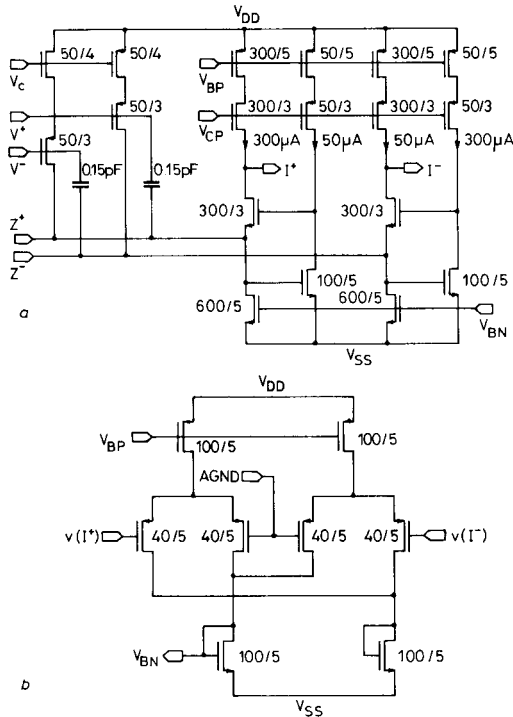 V_DD
50/4 50/4 300/5 50/5 300/5 50/5
V_C V_BP
50/3 300/3 50/3 300/3 50/3
V+ V_CP
50/3 300µA 50µA 50µA 300µA
V-
0.15pF 0.15pF I+ I-
300/3 300/3
Z+
Z-
100/5 100/5
600/5 600/5
a V_BN
V_SS
V_DD
V_BP 100/5 100/5
AGND
v(I+) 40/5 40/5 40/5 40/5 v(I-)
V_BN 100/5 100/5
b V_SS